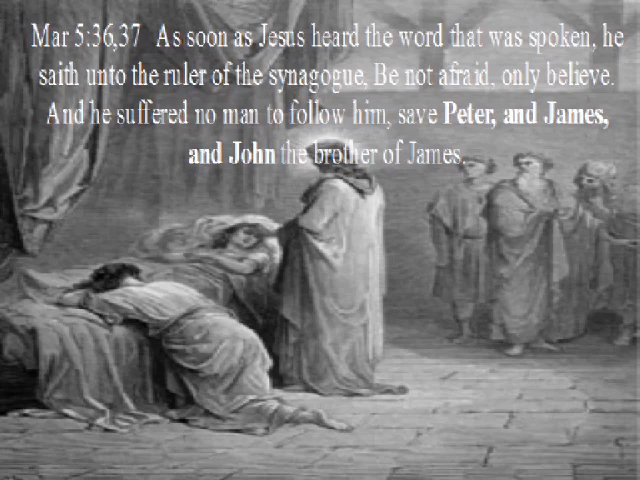 Mar 5:36,37 As soon as Jesus heard the word that was spoken, he
saith unto the ruler of the synagogue, Be not afraid, only believe.
And he suffered no man to follow him, save Peter, and James,
and John the brother of James.